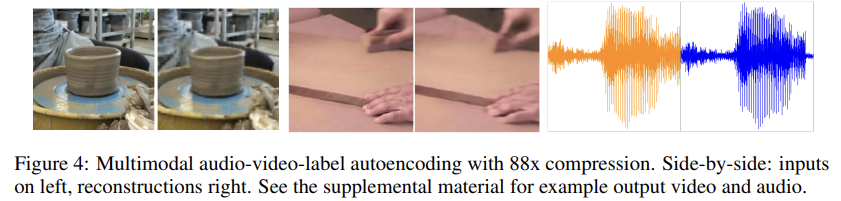 Figure 4: Multimodal audio-video-label autoencoding with 88x compression. Side-by-side: inputs
on left, reconstructions right. See the supplemental material for example output video and audio.